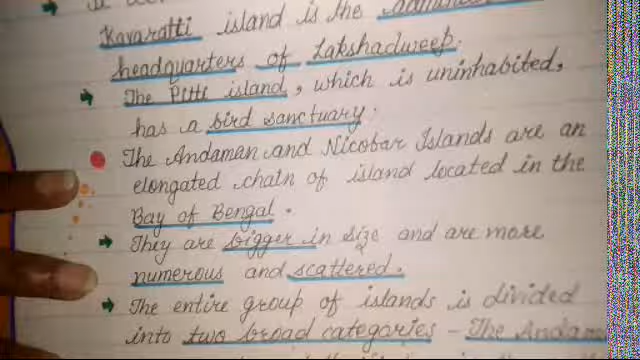 Kavaratti island is the
headquarters of Lakshadweep.
The Pitti island, which is uninhabited,
has a bird sanctuary.
The Andaman and Nicobar Islands are an
elongated chain of island located in the
Bay of Bengal.
They are bigger in size and are more
numerous and scattered.
The entire group of islands is divided
into two broad categories - The Andama